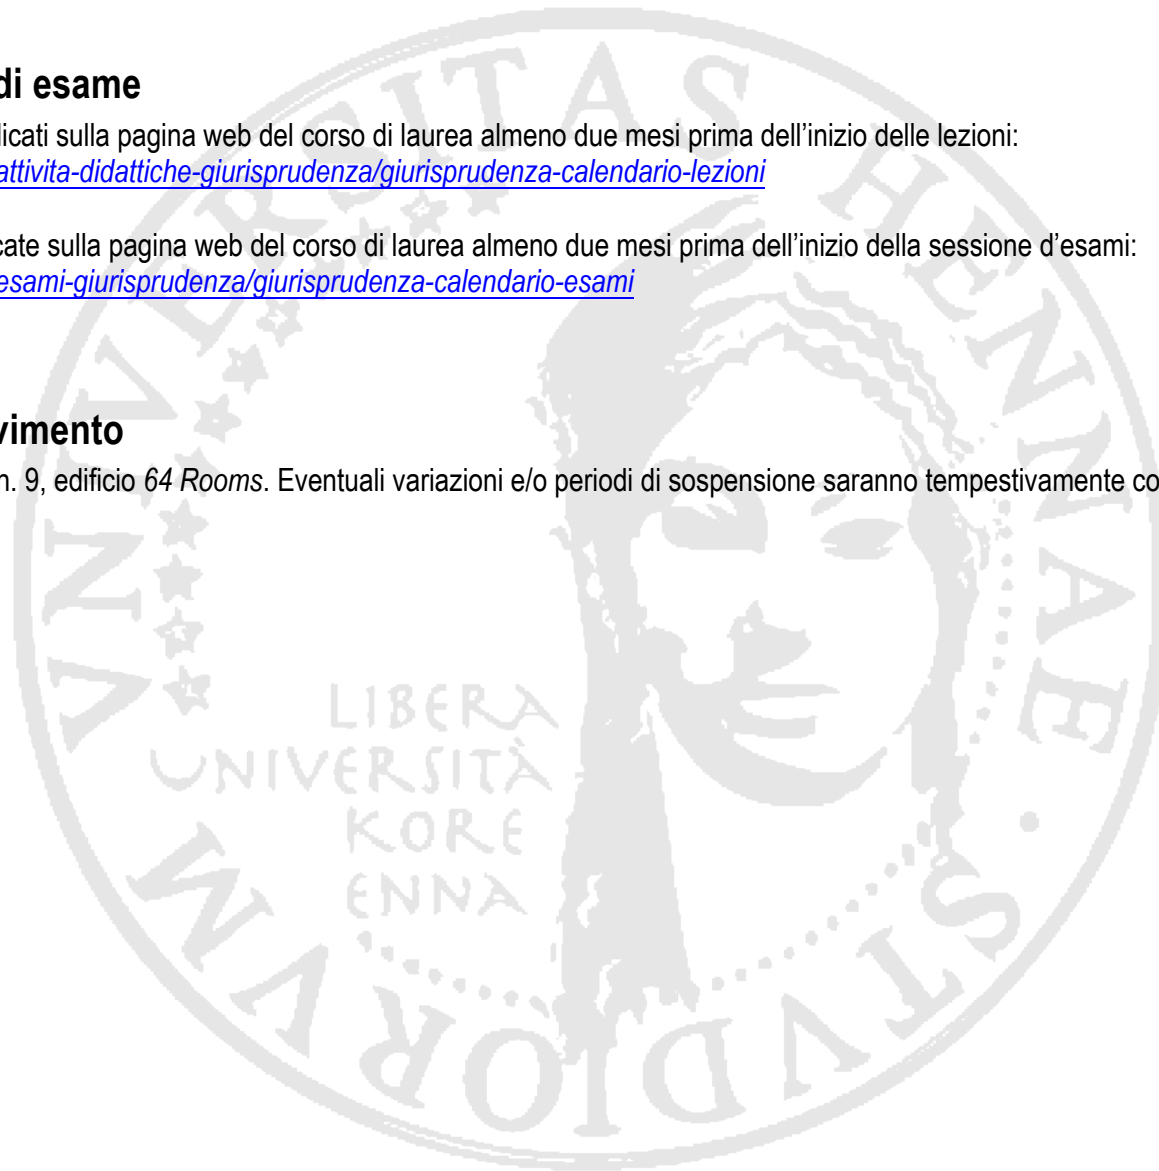 di esame
licati sulla pagina web del corso di laurea almeno due mesi prima dell’inizio delle lezioni:
attivita-didattiche-giurisprudenza/giurisprudenza-calendario-lezioni
cate sulla pagina web del corso di laurea almeno due mesi prima dell’inizio della sessione d’esami:
esami-giurisprudenza/giurisprudenza-calendario-esami
vimento
n. 9, edificio 64 Rooms. Eventuali variazioni e/o periodi di sospensione saranno tempestivamente co
VNIVERSITAS HENNAE · STVDIORVM
LIBERA
UNIVERSITÀ
KORE
ENNA